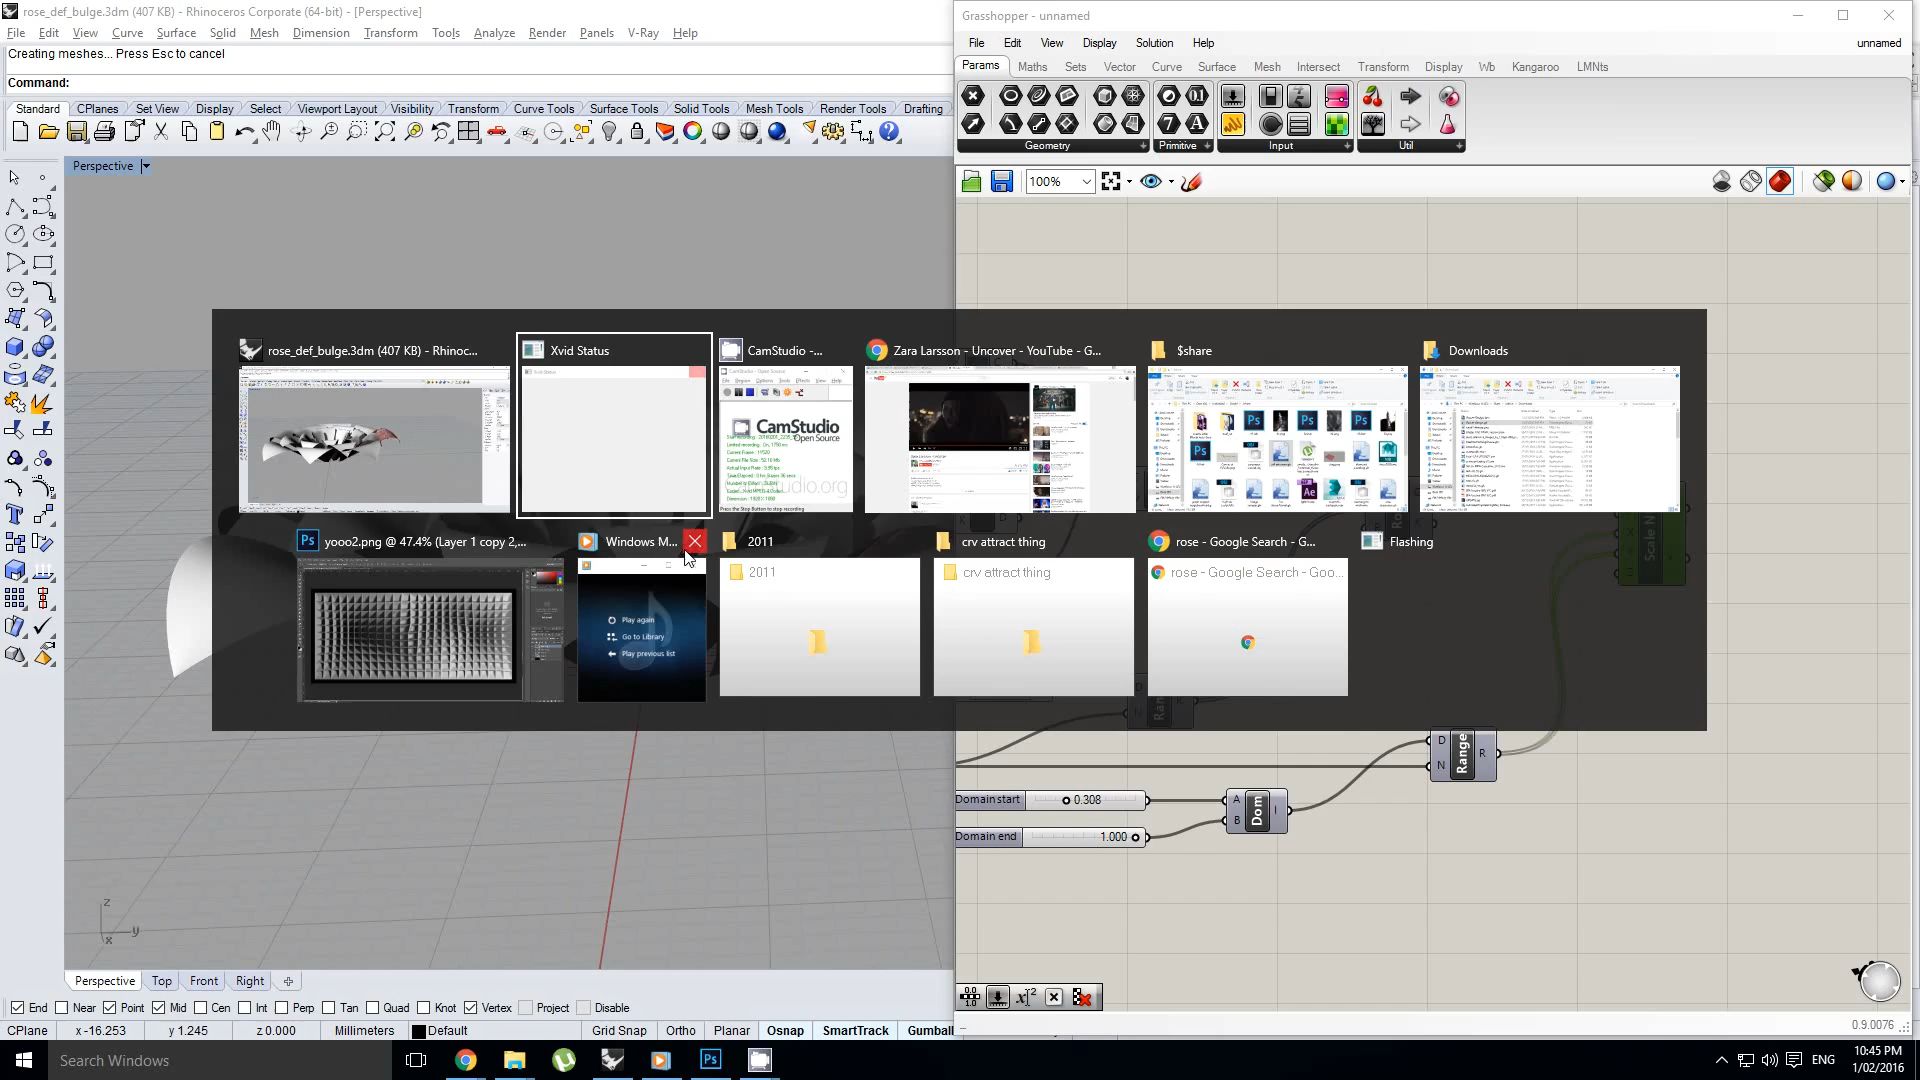 rose_def_bulge.3dm (407 KB) - Rhinoceros Corporate (64-bit) - [Perspective]
File Edit View Curve Surface Solid Mesh Dimension Transform Tools Analyze Render Panels V-Ray Help
Creating meshes... Press Esc to cancel
Command:
Standard CPlanes Set View Display Select Viewport Layout Visibility Transform Curve Tools Surface Tools Solid Tools Mesh Tools Render Tools Drafting
Perspective
Grasshopper - unnamed
File Edit View Display Solution Help unnamed
Params Maths Sets Vector Curve Surface Mesh Intersect Transform Display Wb Kangaroo LMNts
Geometry Primitive Input Util
100%
rose_def_bulge.3dm (407 KB) - Rhinoc...
Xvid Status
CamStudio -...
Zara Larsson - Uncover - YouTube - G...
$share
Downloads
Xvid Status
CamStudio
Open Source
yooo2.png @ 47.4% (Layer 1 copy 2,...
Windows M...
2011
crv attract thing
rose - Google Search - G...
Flashing
Play again
Go to Library
Play previous list
2011
crv attract thing
rose - Google Search - Goo...
D
N
Range
R
Domain start 0.308
Domain end 1.000
A
B
Dom
I
z
y
x
Perspective Top Front Right
End Near Point Mid Cen Int Perp Tan Quad Knot Vertex Project Disable
CPlane x -16.253 y 1.245 z 0.000 Millimeters Default Grid Snap Ortho Planar Osnap SmartTrack Gumball
0.9.0076
Search Windows
ENG
10:45 PM
1/02/2016